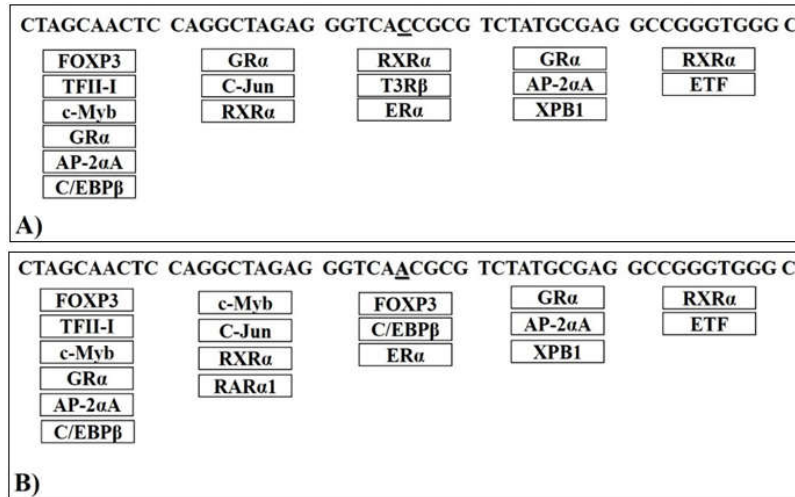 CTAGCAACTC CAGGCTAGAG GGTCACCGCG TCTATGCGAG GCCGGGTGGG C
FOXP3 GRα RXRα GRα RXRα
TFII-I C-Jun T3Rβ AP-2αA ETF
c-Myb RXRα ERα XPB1
GRα
AP-2αA
C/EBPβ
A)
CTAGCAACTC CAGGCTAGAG GGTCAACGCG TCTATGCGAG GCCGGGTGGG C
FOXP3 c-Myb FOXP3 GRα RXRα
TFII-I C-Jun C/EBPβ AP-2αA ETF
c-Myb RXRα ERα XPB1
GRα RARα1
AP-2αA
C/EBPβ
B)